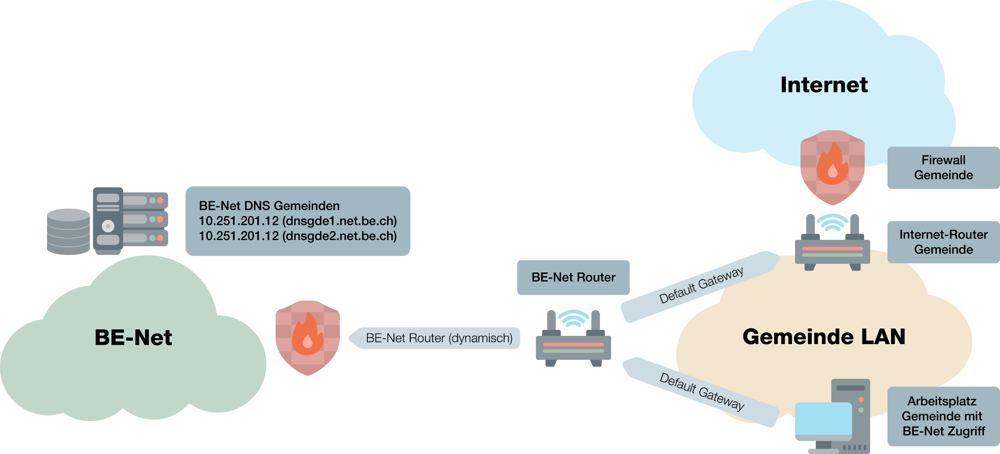 Internet
Firewall
Gemeinde
BE-Net DNS Gemeinden
10.251.201.12 (dnsgde1.net.be.ch)
10.251.201.12 (dnsgde2.net.be.ch)
Internet-Router
Gemeinde
BE-Net Router
Default Gateway
BE-Net
BE-Net Router (dynamisch)
Gemeinde LAN
Default Gateway
Arbeitsplatz
Gemeinde mit
BE-Net Zugriff